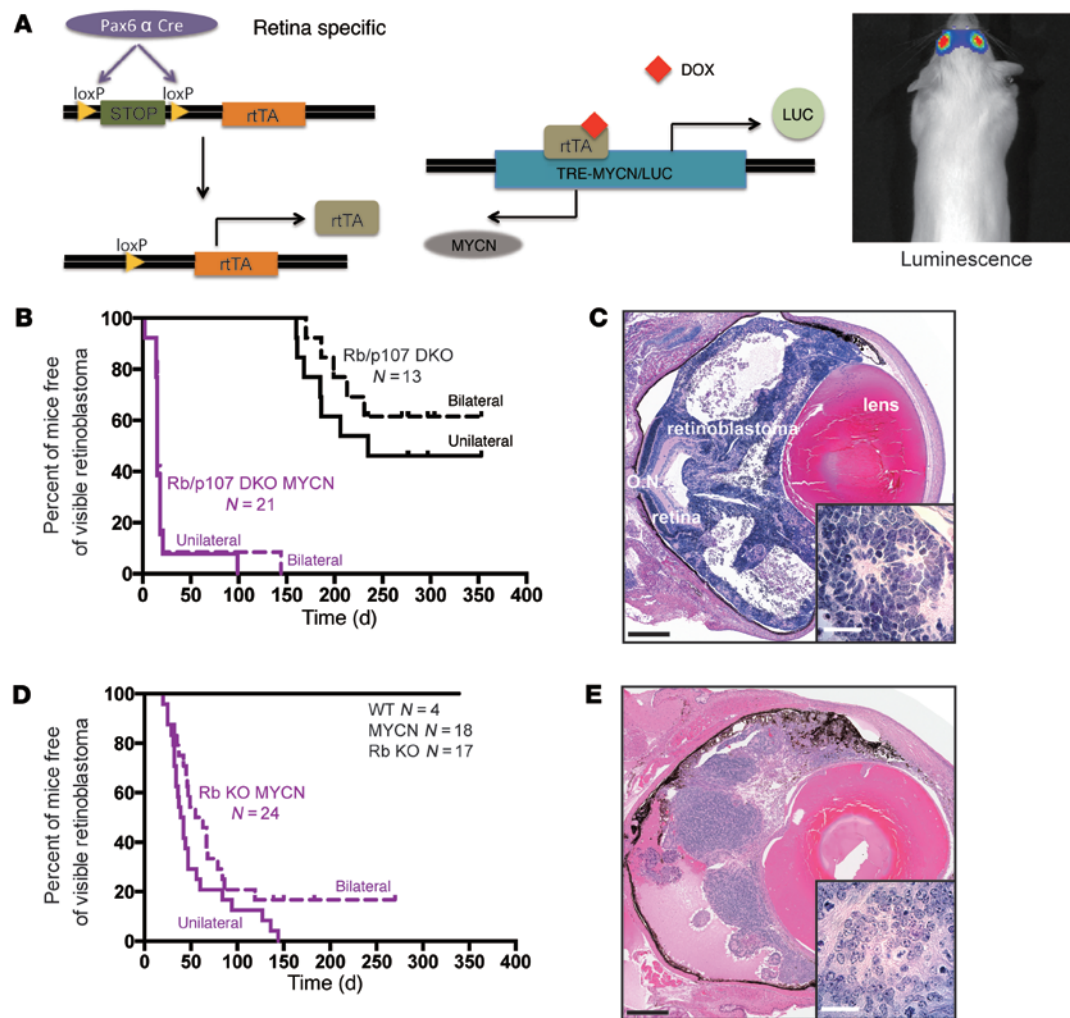 A
Pax6 α Cre
Retina specific
loxP
loxP
STOP
rtTA
loxP
rtTA
rtTA
DOX
LUC
rtTA
TRE-MYCN/LUC
MYCN
Luminescence
B
Percent of mice free
of visible retinoblastoma
100
80
60
40
20
0
Rb/p107 DKO
N = 13
Bilateral
Unilateral
Rb/p107 DKO MYCN
N = 21
Unilateral
Bilateral
0 50 100 150 200 250 300 350 400
Time (d)
C
lens
retinoblastoma
O.N.
retina
D
Percent of mice free
of visible retinoblastoma
100
80
60
40
20
0
WT N = 4
MYCN N = 18
Rb KO N = 17
Rb KO MYCN
N = 24
Bilateral
Unilateral
0 50 100 150 200 250 300 350 400
Time (d)
E